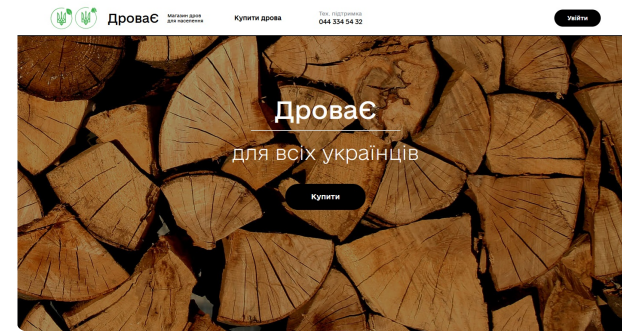 ДроваЄ
Магазин дров
для населення
Купити дрова
Тех. підтримка
044 334 54 32
Увійти
ДроваЄ
для всіх українців
Купити